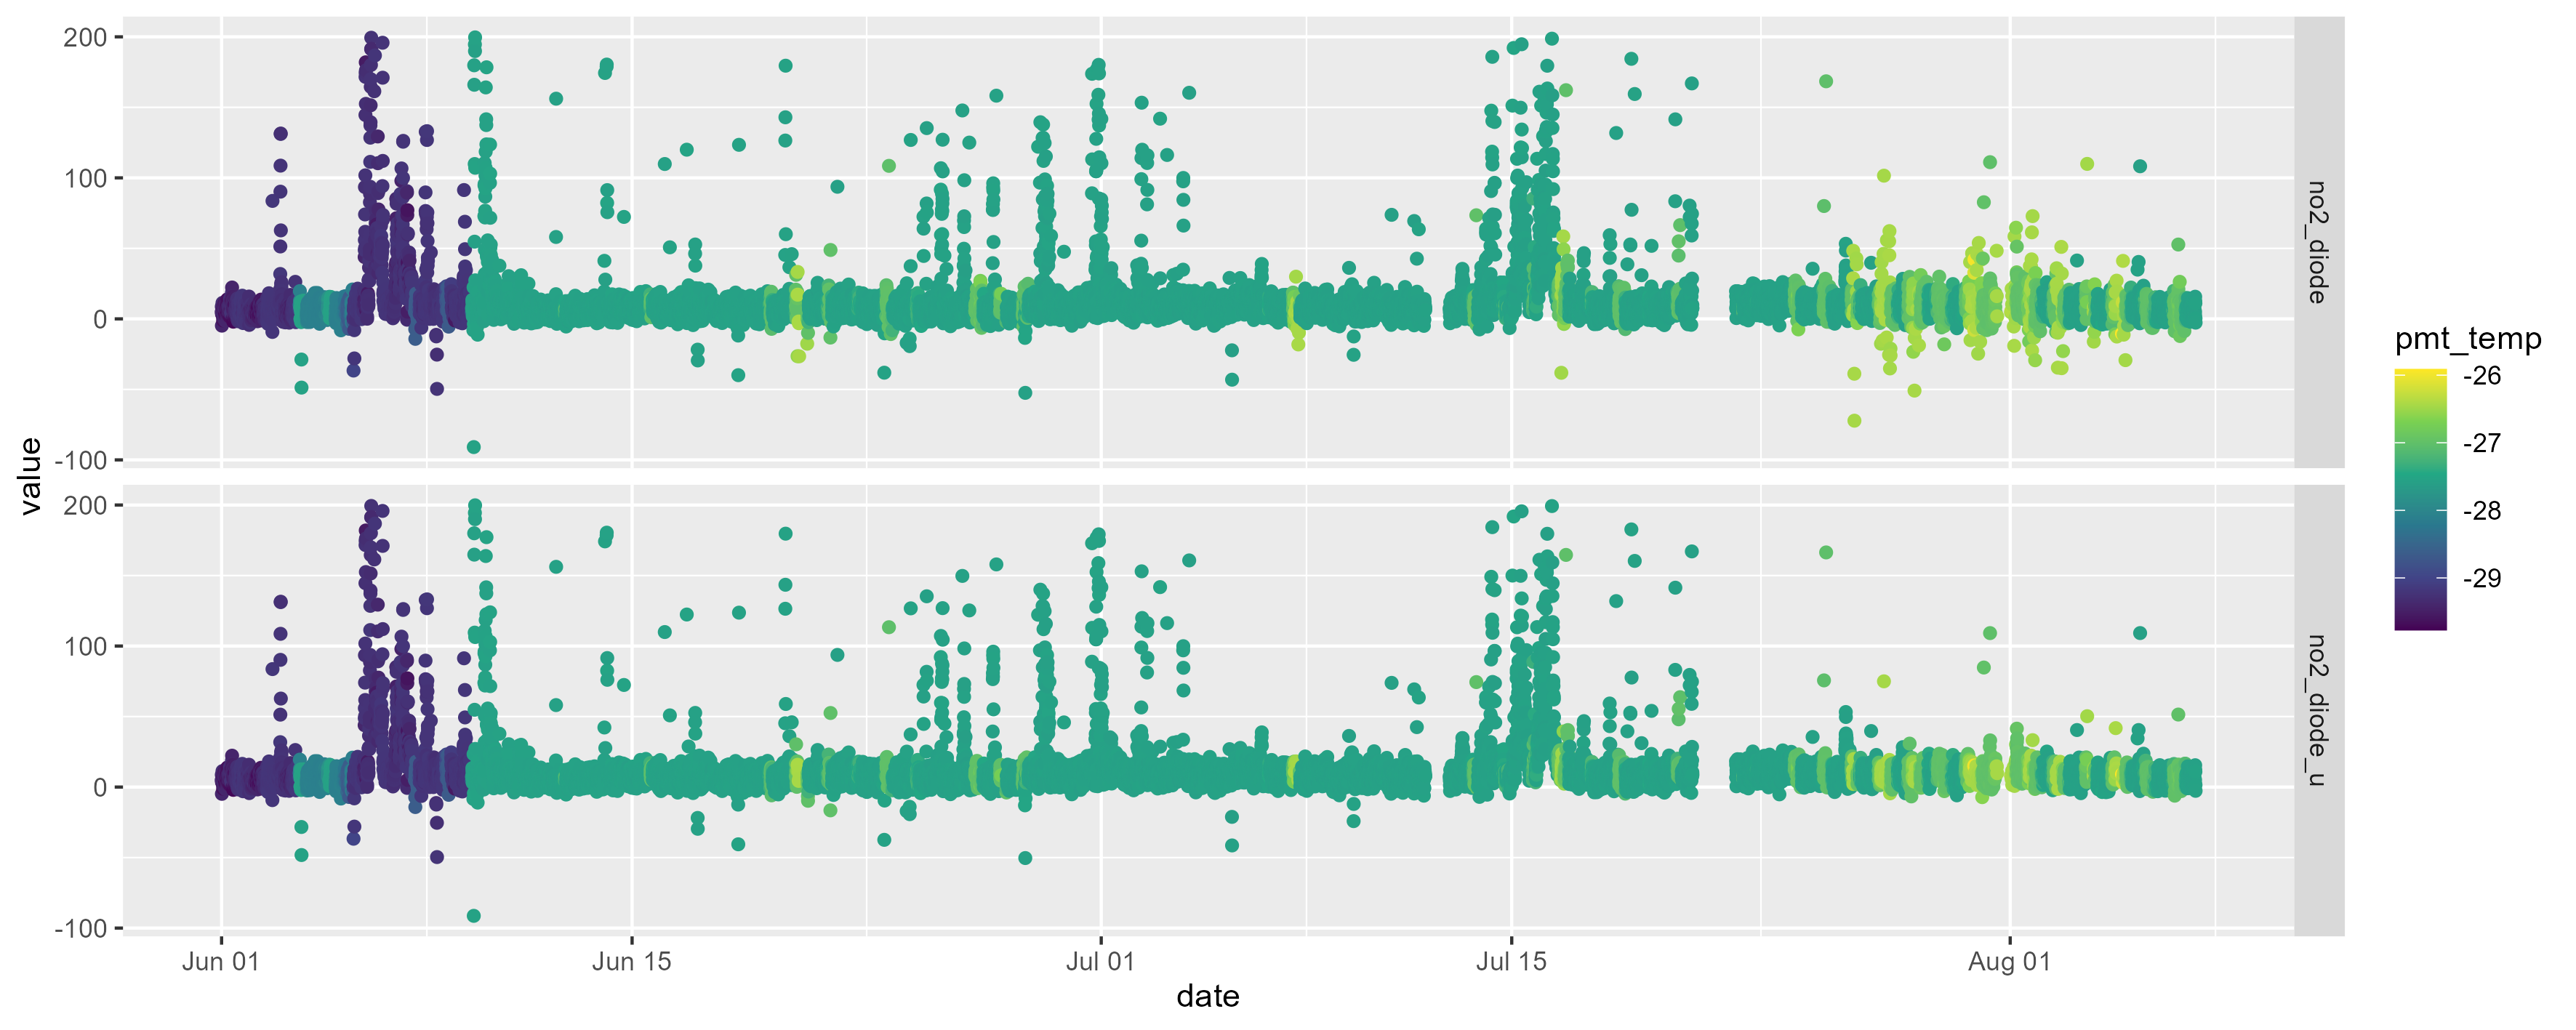 200
100
0
-100
no2_diode
200
100
0
-100
no2_diode_u
value
Jun 01
Jun 15
Jul 01
Jul 15
Aug 01
date
pmt_temp
-26
-27
-28
-29